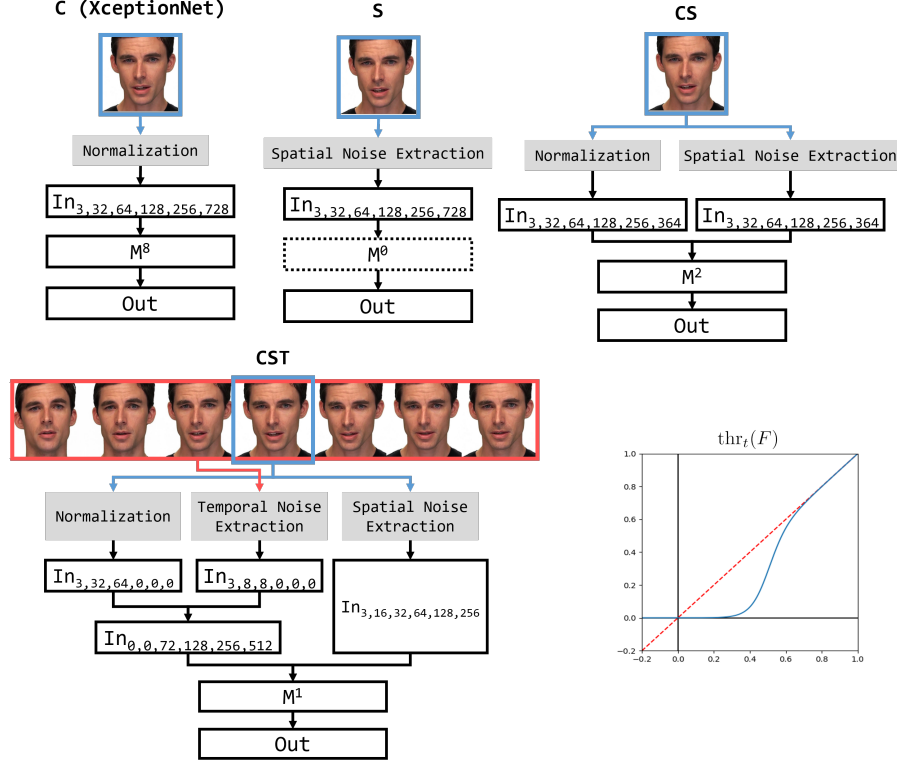 C (XceptionNet)
Normalization
In3,32,64,128,256,728
M8
Out
S
Spatial Noise Extraction
In3,32,64,128,256,728
M0
Out
CS
Normalization
Spatial Noise Extraction
In3,32,64,128,256,364
In3,32,64,128,256,364
M2
Out
CST
Normalization
Temporal Noise
Extraction
Spatial Noise
Extraction
In3,32,64,0,0,0
In3,8,8,0,0,0
In3,16,32,64,128,256
In0,0,72,128,256,512
M1
Out
thrt(F)
1.0
0.8
0.6
0.4
0.2
0.0
−0.2
−0.2
0.0
0.2
0.4
0.6
0.8
1.0